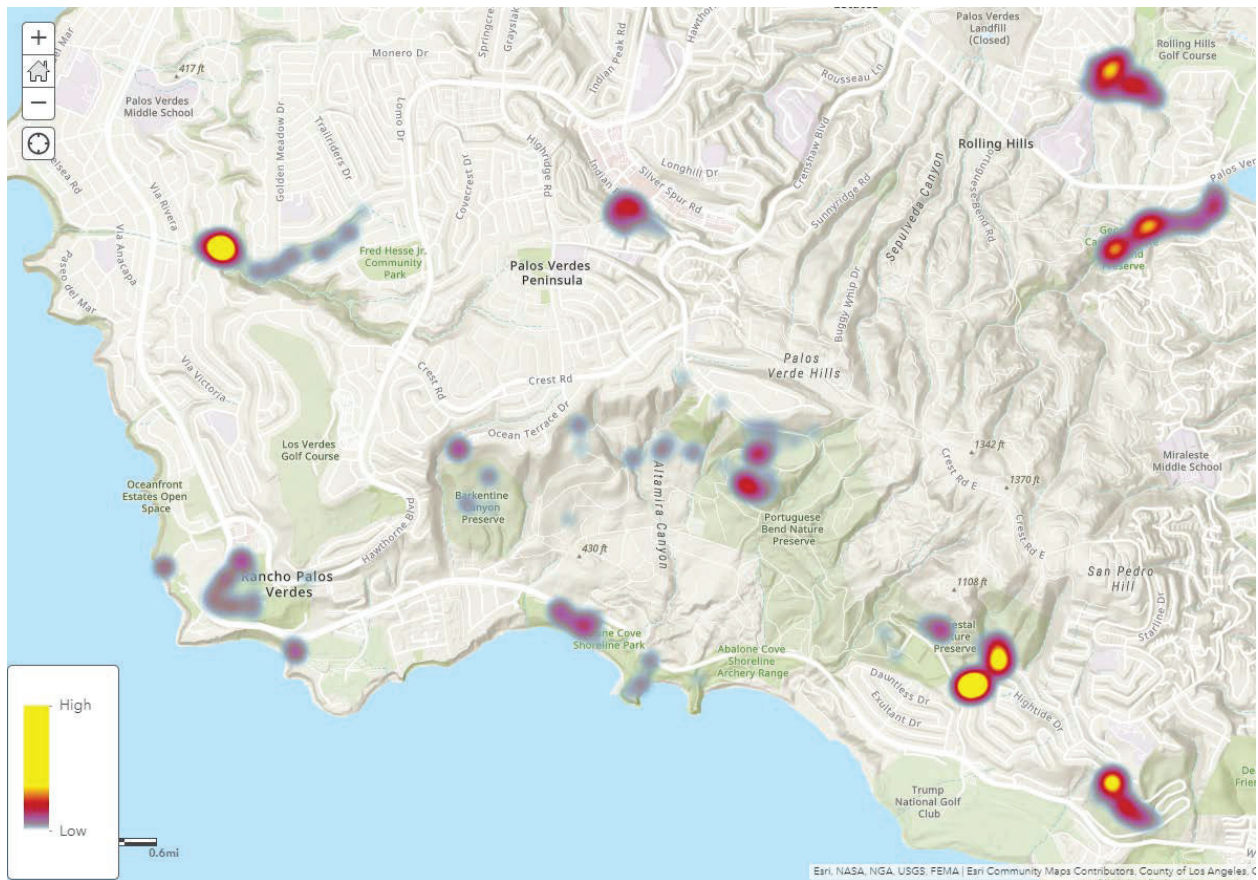 +
−
417 ft
Palos Verdes
Middle School
Monero Dr
Golden Meadow Dr
Trailriders Dr
Lomo Dr
Covecrest Dr
Highridge Rd
Indian Peak Rd
Silver Spur Rd
Longhill Dr
Crenshaw Blvd
Rousseau Ln
Sunnyridge Rd
Buggy Whip Dr
Sepulveda Canyon
Palos Verdes
Landfill
(Closed)
Rolling Hills
Golf Course
Rolling Hills
Via Rivera
Via Anacapa
Paseo del Mar
Via Victoria
Fred Hesse Jr.
Community
Park
Palos Verdes
Peninsula
Crest Rd
Crest Rd
Ocean Terrace Dr
Palos
Verde Hills
Los Verdes
Golf Course
Oceanfront
Estates Open
Space
Hawthorne Blvd
Barkentine
Canyon
Preserve
Altamira Canyon
430 ft
Portuguese
Bend Nature
Preserve
1342 ft
1370 ft
Crest Rd E
Crest Rd E
Miraleste
Middle School
San Pedro
Hill
Starline Dr
1108 ft
Rancho Palos
Verdes
Shoreline Park
Abalone Cove
Shoreline
Archery Range
Dauntless Dr
Exultant Dr
Hightide Dr
Trump
National Golf
Club
High
Low
0.6mi
Esri, NASA, NGA, USGS, FEMA | Esri Community Maps Contributors, County of Los Angeles,